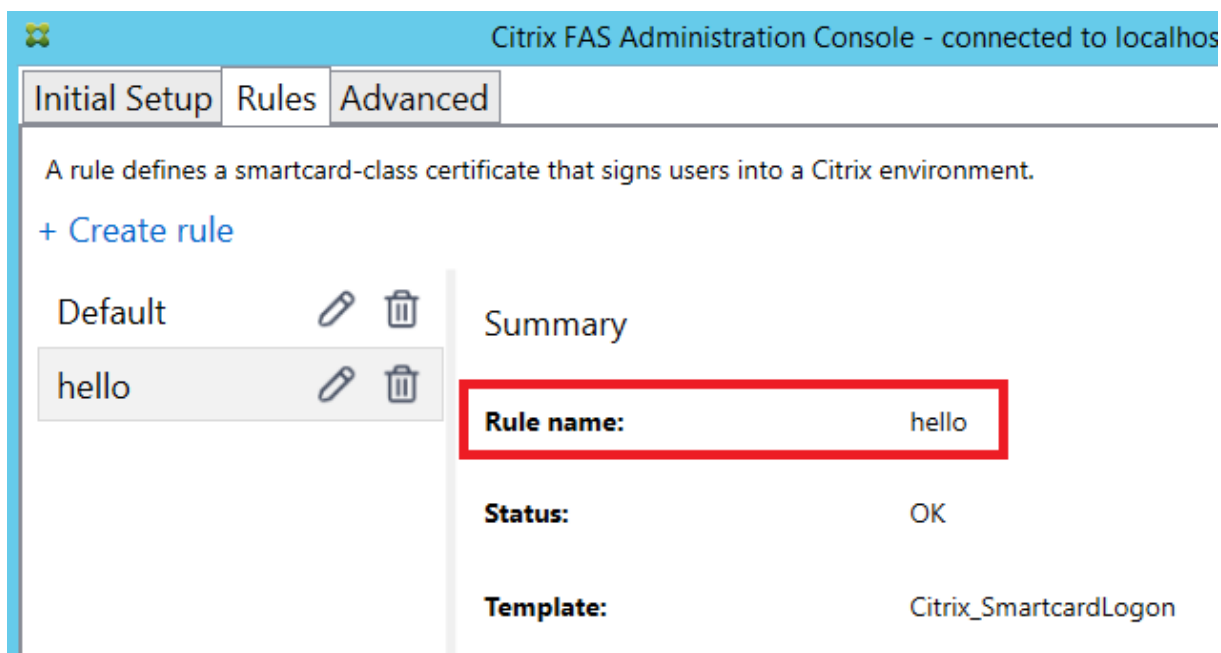 Citrix FAS Administration Console - connected to localhos
Initial Setup Rules Advanced
A rule defines a smartcard-class certificate that signs users into a Citrix environment.
+ Create rule
Default
hello
Summary
Rule name: hello
Status: OK
Template: Citrix_SmartcardLogon